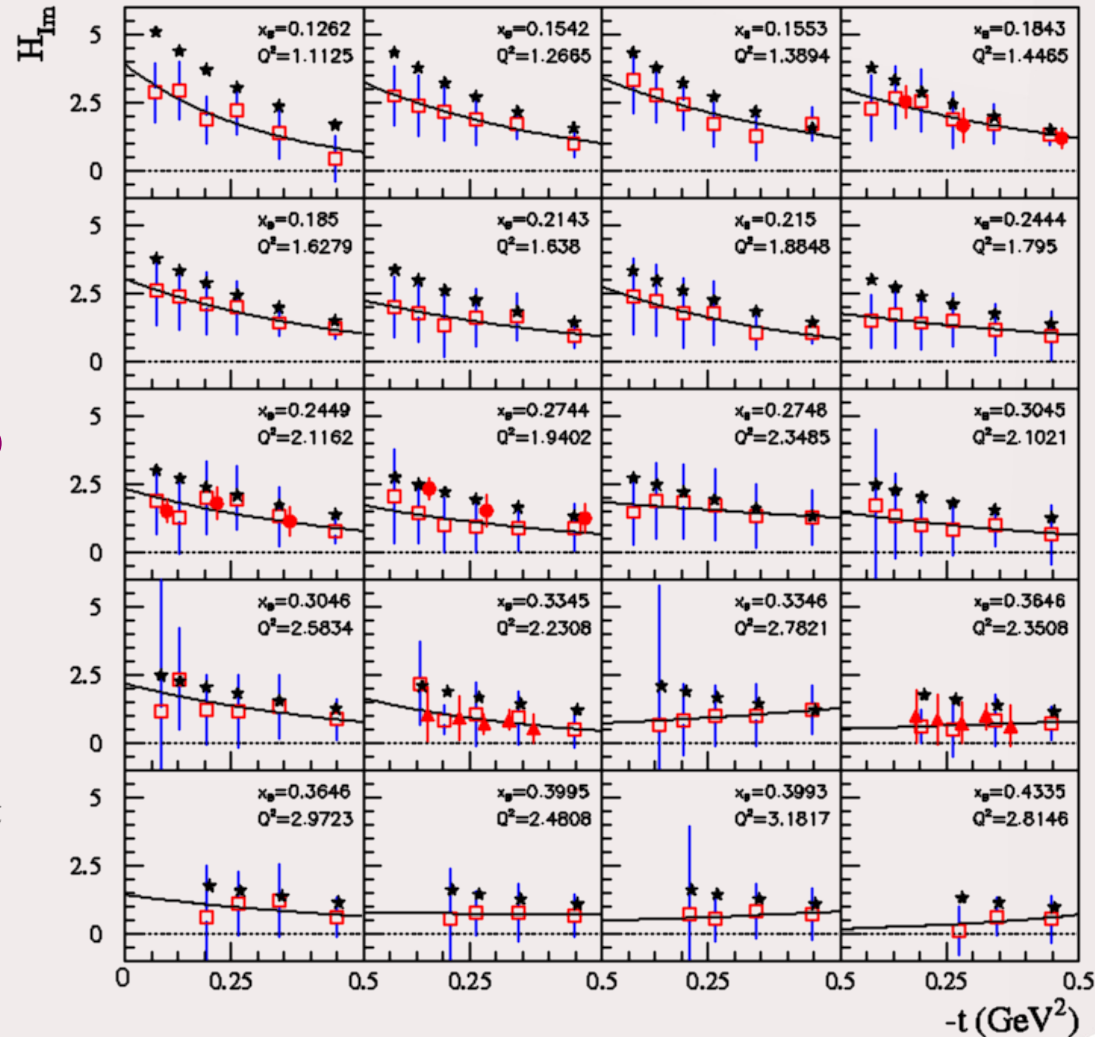 H_Im
5
2.5
0
x_B=0.1262
Q²=1.1125
x_B=0.1542
Q²=1.2665
x_B=0.1553
Q²=1.3894
x_B=0.1843
Q²=1.4465
5
2.5
0
x_B=0.185
Q²=1.6279
x_B=0.2143
Q²=1.638
x_B=0.215
Q²=1.8848
x_B=0.2444
Q²=1.795
5
2.5
0
x_B=0.2449
Q²=2.1162
x_B=0.2744
Q²=1.9402
x_B=0.2748
Q²=2.3485
x_B=0.3045
Q²=2.1021
5
2.5
0
x_B=0.3046
Q²=2.5834
x_B=0.3345
Q²=2.2308
x_B=0.3346
Q²=2.7821
x_B=0.3646
Q²=2.3508
5
2.5
0
x_B=0.3646
Q²=2.9723
x_B=0.3995
Q²=2.4808
x_B=0.3993
Q²=3.1817
x_B=0.4335
Q²=2.8146
0 0.25 0.5 0.25 0.5 0.25 0.5 0.25 0.5
-t (GeV²)